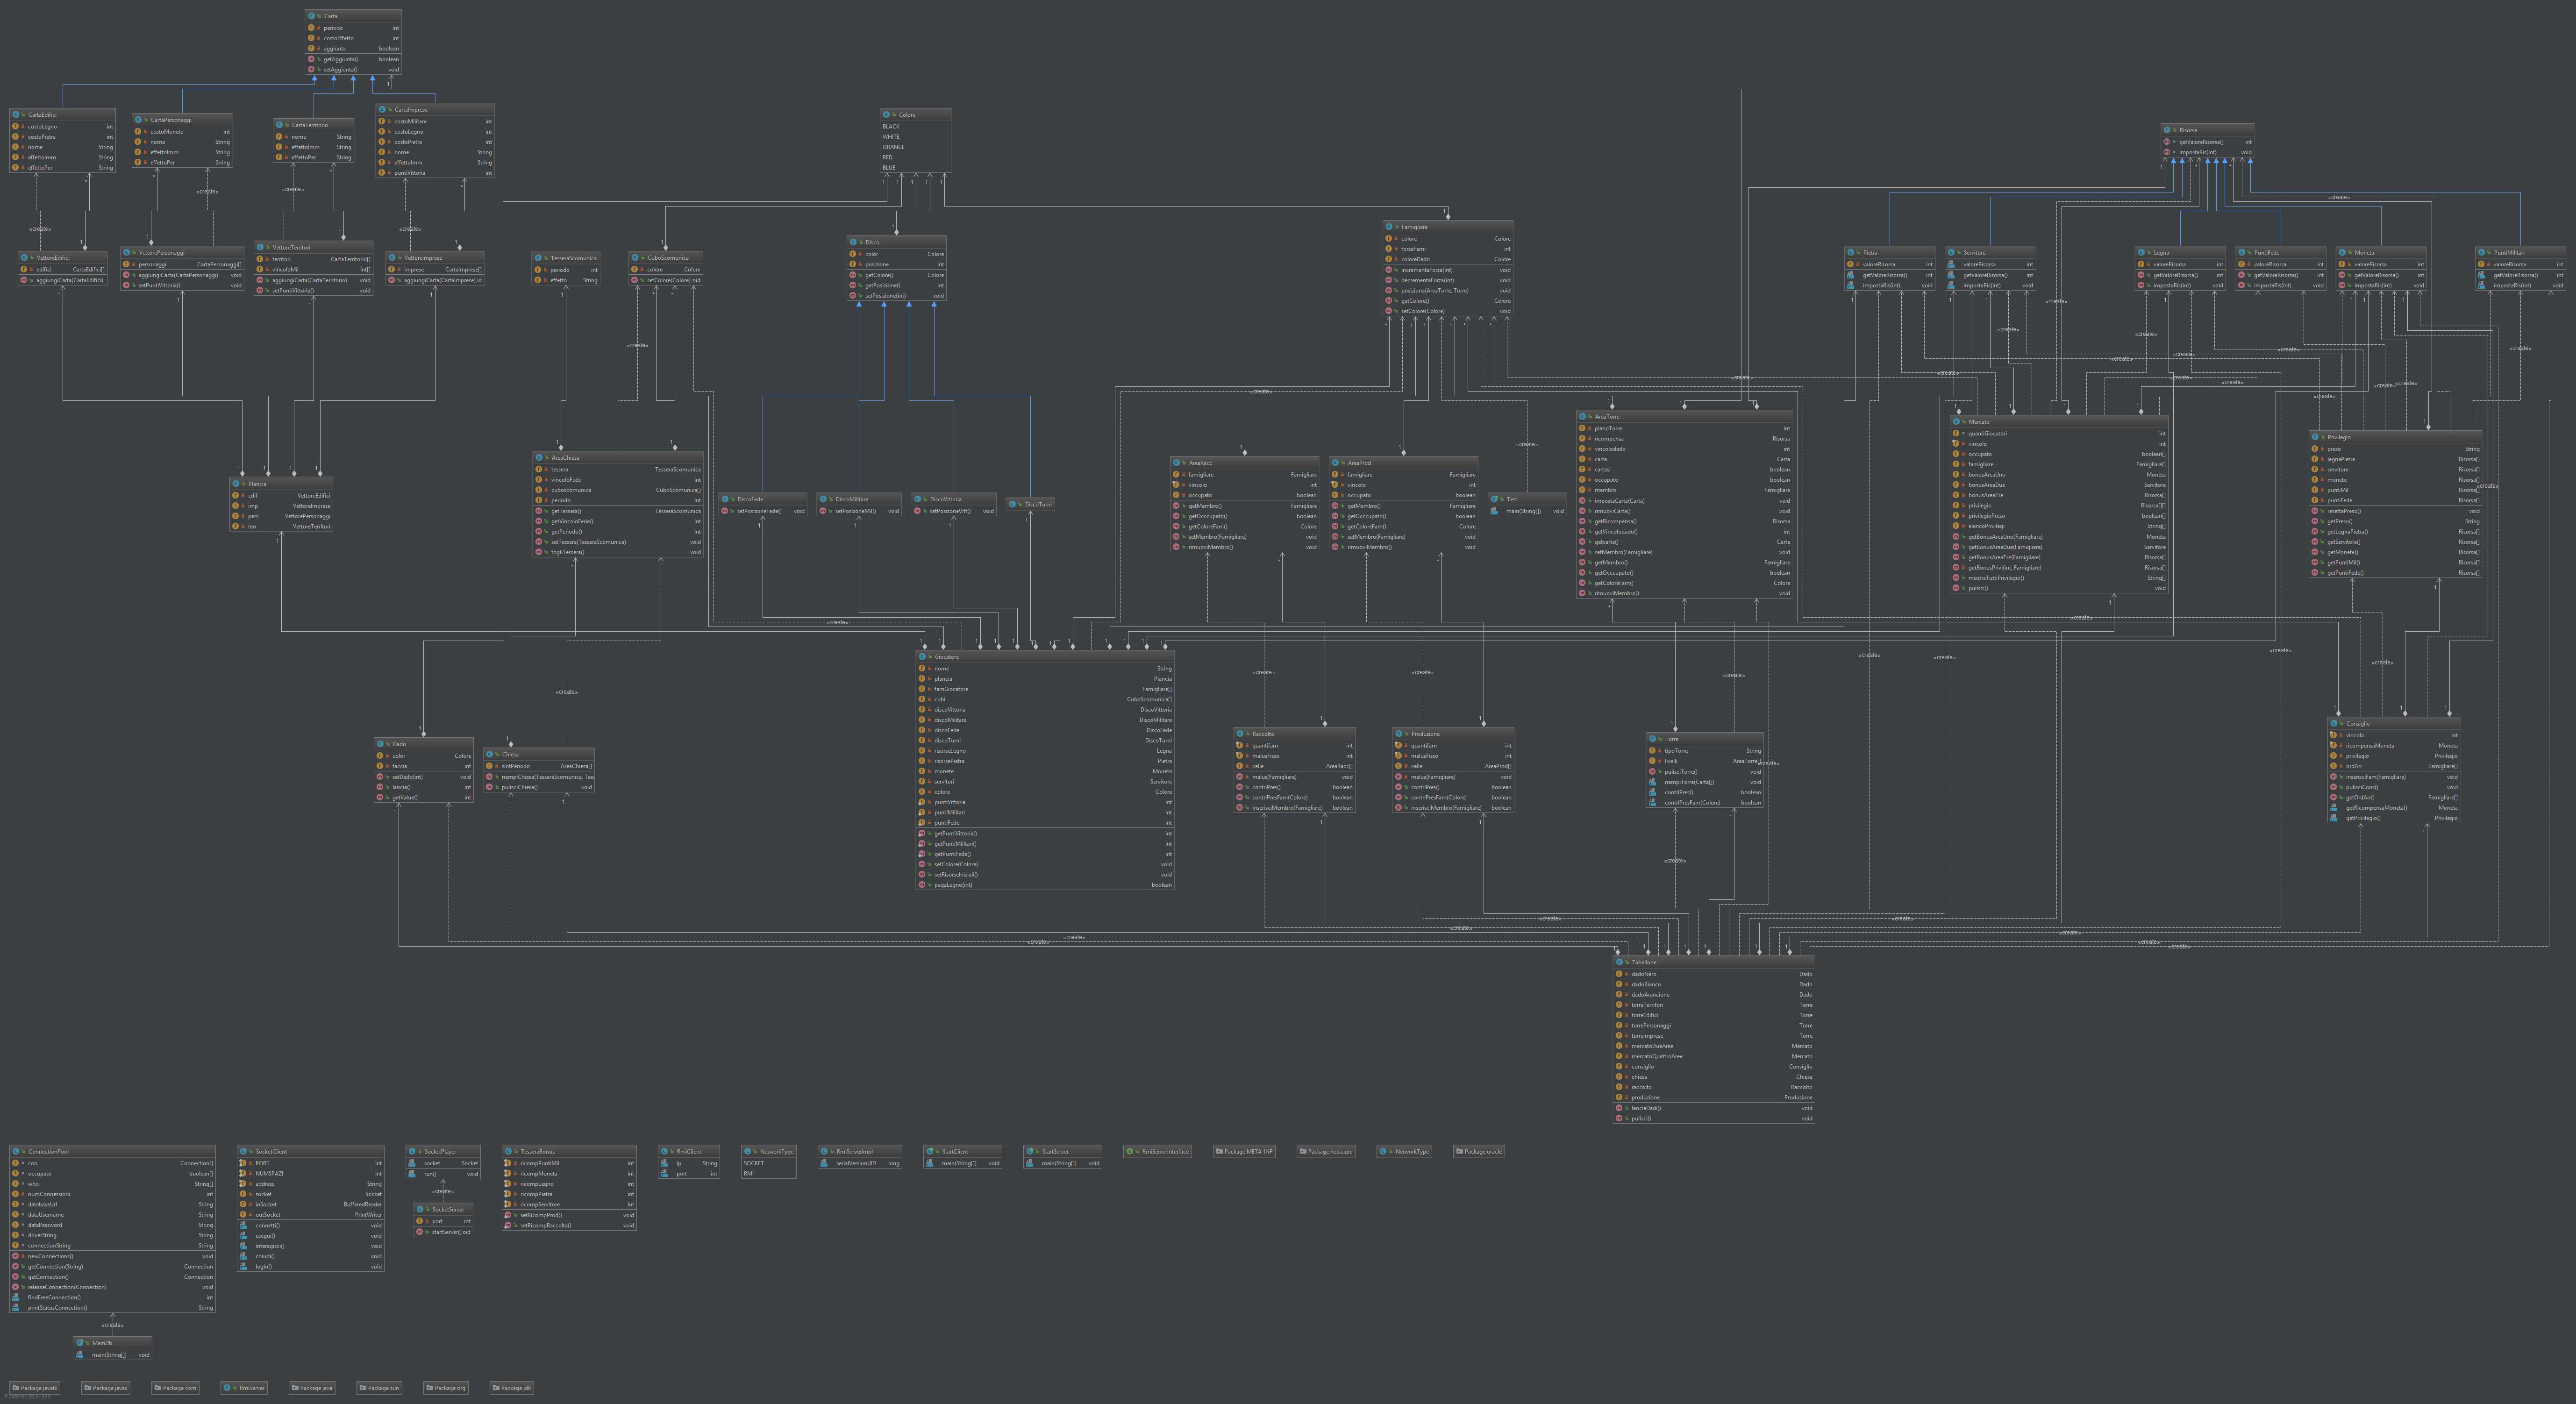 Carta
periodo int
costoEffetto int
aggiunta boolean
getAggiunta() boolean
setAggiunta() void
CartaEdifici
costoLegno int
costoPietra int
nome String
effettoImm String
effettoPer String
CartaPersonaggi
costoMonete int
nome String
effettoImm String
effettoPer String
CartaTerritorio
nome String
effettoImm String
effettoPer String
CartaImprese
costoMilitare int
costoLegno int
costoPietra int
nome String
effettoImm String
puntiVittoria int
Colore
BLACK
WHITE
ORANGE
RED
BLUE
Risorsa
getValoreRisorsa() int
impostaRis(int) void
VettoreEdifici
edifici CartaEdifici[]
aggiungiCarta(CartaEdifici)
VettorePersonaggi
personaggi CartaPersonaggi[]
aggiungiCarta(CartaPersonaggi) void
setPuntiVittoria() void
VettoreTerritori
territori CartaTerritorio[]
vincoloMil int[]
aggiungiCarta(CartaTerritorio) void
setPuntiVittoria() void
VettoreImprese
imprese CartaImprese[]
aggiungiCarta(CartaImprese) id
TesseraScomunica
periodo int
effetto String
CuboScomunica
colore Colore
setColore(Colore) oid
Disco
color Colore
posizione int
getColore() Colore
getPosizione() int
setPosizione(int) void
Famigliare
colore Colore
forzaFami int
coloreDado Colore
incrementaForza(int) void
decrementaForza(int) void
posiziona(AreaTorre, Torre) void
getColore() Colore
setColore(Colore) void
Pietra
valoreRisorsa int
getValoreRisorsa() int
impostaRis(int) void
Servitore
valoreRisorsa int
getValoreRisorsa() int
impostaRis(int) void
Legna
valoreRisorsa int
getValoreRisorsa() int
impostaRis(int) void
PuntiFede
valoreRisorsa int
getValoreRisorsa() int
impostaRis(int) void
Moneta
valoreRisorsa int
getValoreRisorsa() int
impostaRis(int) void
PuntiMilitari
valoreRisorsa int
getValoreRisorsa() int
impostaRis(int) void
Plancia
edif VettoreEdifici
imp VettoreImprese
pers VettorePersonaggi
terr VettoreTerritori
AreaChiesa
tessera TesseraScomunica
vincoloFede int
cuboscomunica CuboScomunica[]
periodo int
getTessera() TesseraScomunica
getVincoloFede() int
getPeriodo() int
setTessera(TesseraScomunica) void
togliTessera() void
DiscoFede
setPosizoneFede() void
DiscoMilitare
setPosizoneMil() void
DiscoVittoria
setPosizoneVitt() void
DiscoTurni
AreaRacc
famigliare Famigliare
vincolo int
occupato boolean
getMembro() Famigliare
getOcccupato() boolean
getColoreFam() Colore
setMembro(Famigliare) void
rimuoviMembro() void
AreaProd
famigliare Famigliare
vincolo int
occupato boolean
getMembro() Famigliare
getOcccupato() boolean
getColoreFam() Colore
setMembro(Famigliare) void
rimuoviMembro() void
Test
main(String[]) void
AreaTorre
pianoTorre int
ricompensa Risorsa
vincolodado int
carta Carta
cartasi boolean
occupato boolean
membro Famigliare
impostaCarta(Carta) void
rimuoviCarta() void
getRicompensa() Risorsa
getVincolodado() int
getcarta() Carta
setMembro(Famigliare) void
getMembro() Famigliare
getOcccupato() boolean
getColoreFam() Colore
rimuoviMembro() void
Mercato
quantiGiocatori int
vincolo int
occupato boolean[]
famigliare Famigliare[]
bonusAreaUno Moneta
bonusAreaDue Servitore
bonusAreaTre Risorsa[]
privilegio Risorsa[][]
privilegioPreso boolean[]
elencoPrivilegi String[]
getBonusAreaUno(Famigliare) Moneta
getBonusAreaDue(Famigliare) Servitore
getBonusAreaTre(Famigliare) Risorsa[]
getBonusPrivi(int, Famigliare) Risorsa[]
mostraTuttiPrivilegio() String[]
pulisci() void
Privilegio
preso String
legnaPietra Risorsa[]
servitore Risorsa[]
monete Risorsa[]
puntiMil Risorsa[]
puntiFede Risorsa[]
resettaPreso() void
getPreso() String
getLegnaPietra() Risorsa[]
getServitore() Risorsa[]
getMonete() Risorsa[]
getPuntiMil() Risorsa[]
getPuntiFede() Risorsa[]
Giocatore
nome String
plancia Plancia
famGiocatore Famigliare[]
cubi CuboScomunica[]
discoVittoria DiscoVittoria
discoMilitare DiscoMilitare
discoFede DiscoFede
discoTurni DiscoTurni
risorseLegno Legna
risorsePietra Pietra
monete Moneta
servitori Servitore
colore Colore
puntiVittoria int
puntiMilitari int
puntiFede int
getPuntiVittoria() int
getPuntiMilitari() int
getPuntiFede() int
setColore(Colore) void
setRisorseIniziali() void
pagaLegno(int) boolean
Dado
color Colore
faccia int
setDado(int) void
lancia() int
getValue() int
Chiesa
slotPeriodo AreaChiesa[]
riempiChiesa(TesseraScomunica, Tes
pulisciChiese() void
Raccolto
quantifam int
malusFisso int
celle AreaRacc[]
malus(Famigliare) void
contrlPres() boolean
contrlPresFam(Colore) boolean
inserisciMembro(Famigliare) boolean
Produzione
quantifam int
malusFisso int
celle AreaProd[]
malus(Famigliare) void
contrlPres() boolean
contrlPresFam(Colore) boolean
inserisciMembro(Famigliare) boolean
Torre
tipoTorre String
livelli AreaTorre[]
pulisciTorre() void
riempiTorre(Carta[]) void
contrlPres() boolean
contrlPresFam(Colore) boolean
Consiglio
vincolo int
ricompensaMoneta Moneta
privilegio Privilegio
ordArr Famigliare[]
inserisciFam(Famigliare) void
pulisciCons() void
getOrdArr() Famigliare[]
getRicompensaMoneta() Moneta
getPrivilegio() Privilegio
Tabellone
dadoNero Dado
dadoBianco Dado
dadoArancione Dado
torreTerritori Torre
torreEdifici Torre
torrePersonaggi Torre
torreImprese Torre
mercatoDueAree Mercato
mercatoQuattroAree Mercato
consiglio Consiglio
chiesa Chiesa
raccolto Raccolto
produzione Produzione
lanciaDadi() void
pulisci() void
ConnectionPool
con Connection[]
occupato boolean[]
who String[]
numConnessioni int
databaseUrl String
dataUsername String
dataPassword String
driverString String
connectionString String
newConnections() void
getConnection(String) Connection
getConnection() Connection
releaseConnection(Connection) void
findFreeConnection() int
printStatusConnection() String
SocketClient
PORT int
NUMSPAZI int
address String
socket Socket
inSocket BufferedReader
outSocket PrintWriter
connetti() void
esegui() void
interagisci() void
chiudi() void
login() void
SocketPlayer
socket Socket
run() void
«create»
SocketServer
port int
startServer() oid
TesseraBonus
ricompPuntiMil int
ricompMoneta int
ricompLegno int
ricompPietra int
ricompServitore int
setRicompProd() void
setRicompRaccolta() void
RmiClient
ip String
port int
NetworkType
SOCKET
RMI
RmiServerImpl
serialVersionUID long
StartClient
main(String[]) void
StartServer
main(String[]) void
RmiServerInterface
Package META-INF
Package netscape
NetworkType
Package oracle
«create»
MainDb
main(String[]) void
Package javafx
Package javax
Package com
RmiServer
Package java
Package sun
Package org
Package jdk